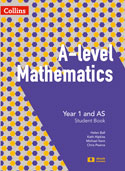 Collins
A-level
Mathematics
Year 1 and AS
Student Book
Helen Ball
Kath Hipkiss
Michael Kent
Chris Pearce